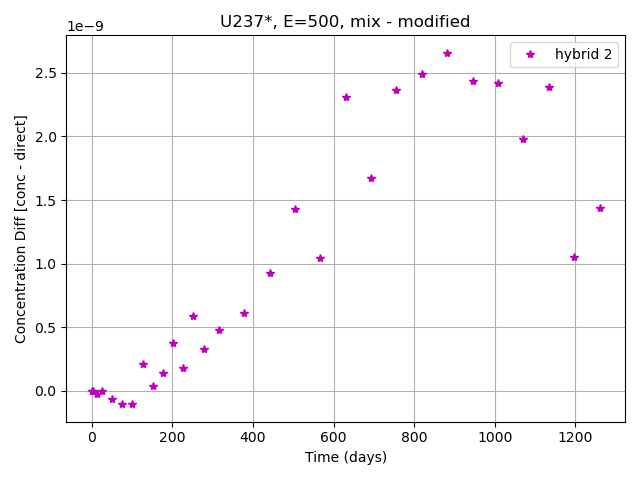 U237*, E=500, mix - modified
1e−9
hybrid 2
2.5
2.0
1.5
1.0
0.5
0.0
Concentration Diff [conc - direct]
0 200 400 600 800 1000 1200
Time (days)